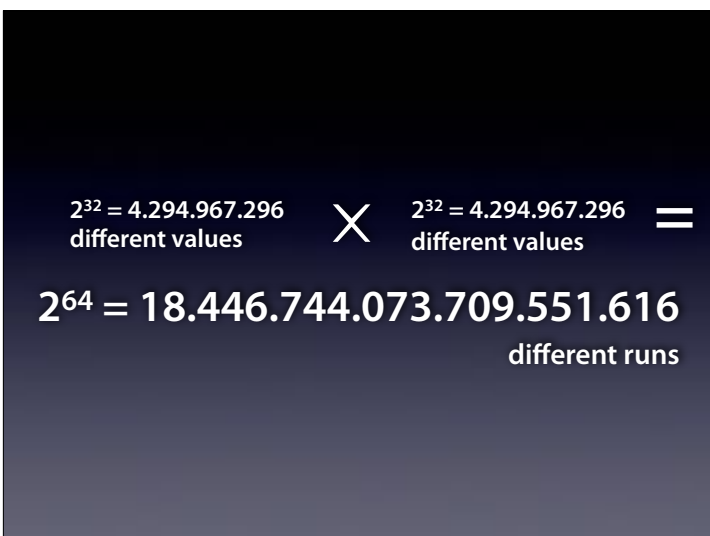 2³² = 4.294.967.296
different values
×
2³² = 4.294.967.296
different values
=
2⁶⁴ = 18.446.744.073.709.551.616
different runs